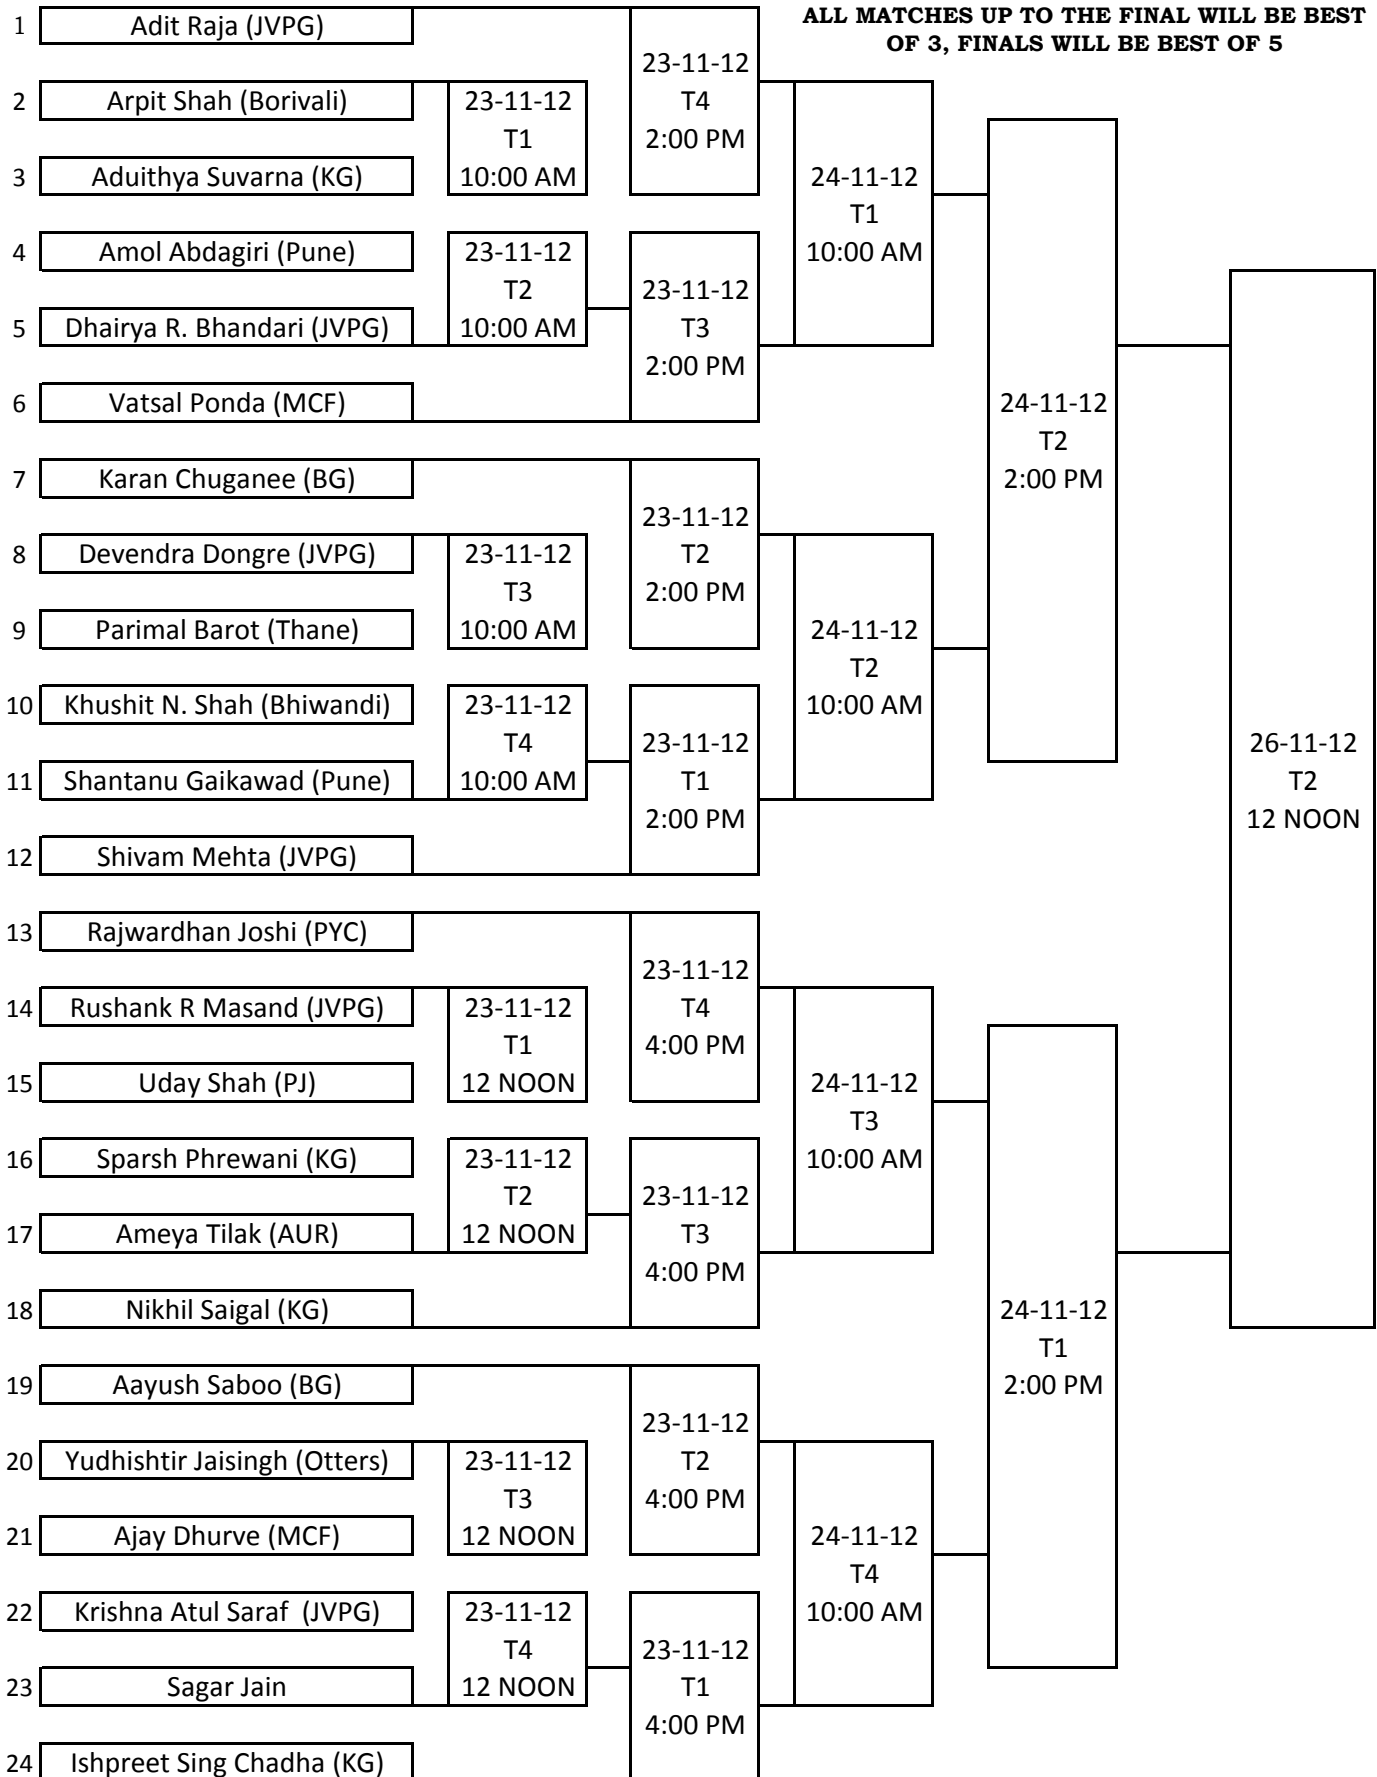 ALL MATCHES UP TO THE FINAL WILL BE BEST
OF 3, FINALS WILL BE BEST OF 5
1 Adit Raja (JVPG)
2 Arpit Shah (Borivali)
3 Aduithya Suvarna (KG)
4 Amol Abdagiri (Pune)
5 Dhairya R. Bhandari (JVPG)
6 Vatsal Ponda (MCF)
7 Karan Chuganee (BG)
8 Devendra Dongre (JVPG)
9 Parimal Barot (Thane)
10 Khushit N. Shah (Bhiwandi)
11 Shantanu Gaikawad (Pune)
12 Shivam Mehta (JVPG)
13 Rajwardhan Joshi (PYC)
14 Rushank R Masand (JVPG)
15 Uday Shah (PJ)
16 Sparsh Phrewani (KG)
17 Ameya Tilak (AUR)
18 Nikhil Saigal (KG)
19 Aayush Saboo (BG)
20 Yudhishtir Jaisingh (Otters)
21 Ajay Dhurve (MCF)
22 Krishna Atul Saraf (JVPG)
23 Sagar Jain
24 Ishpreet Sing Chadha (KG)
23-11-12
T1
10:00 AM
23-11-12
T2
10:00 AM
23-11-12
T3
10:00 AM
23-11-12
T4
10:00 AM
23-11-12
T1
12 NOON
23-11-12
T2
12 NOON
23-11-12
T3
12 NOON
23-11-12
T4
12 NOON
23-11-12
T4
2:00 PM
23-11-12
T3
2:00 PM
23-11-12
T2
2:00 PM
23-11-12
T1
2:00 PM
23-11-12
T4
4:00 PM
23-11-12
T3
4:00 PM
23-11-12
T2
4:00 PM
23-11-12
T1
4:00 PM
24-11-12
T1
10:00 AM
24-11-12
T2
10:00 AM
24-11-12
T3
10:00 AM
24-11-12
T4
10:00 AM
24-11-12
T2
2:00 PM
24-11-12
T1
2:00 PM
26-11-12
T2
12 NOON